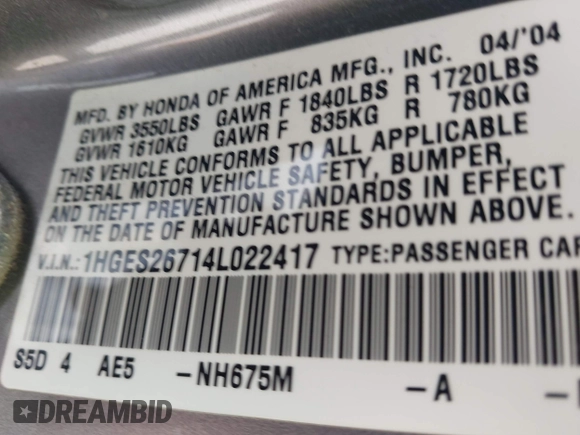 MFD. BY HONDA OF AMERICA MFG., INC. 04/'04
GVWR 3550LBS GAWR F 1840LBS R 1720LBS
GVWR 1610KG GAWR F 835KG R 780KG
THIS VEHICLE CONFORMS TO ALL APPLICABLE
FEDERAL MOTOR VEHICLE SAFETY, BUMPER,
AND THEFT PREVENTION STANDARDS IN EFFECT
ON THE DATE OF MANUFACTURE SHOWN ABOVE.
V.I.N.: 1HGES26714L022417 TYPE:PASSENGER CAR
S5D 4 AE5 -NH675M -A -
DREAMBID